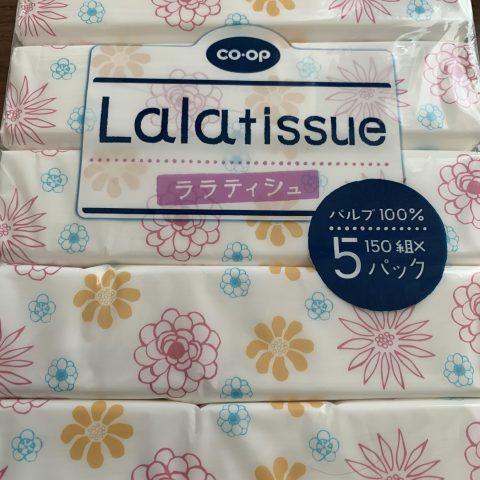 CO・OP
Lalatissue
ララティシュ
パルプ100%
5 150組×
パック